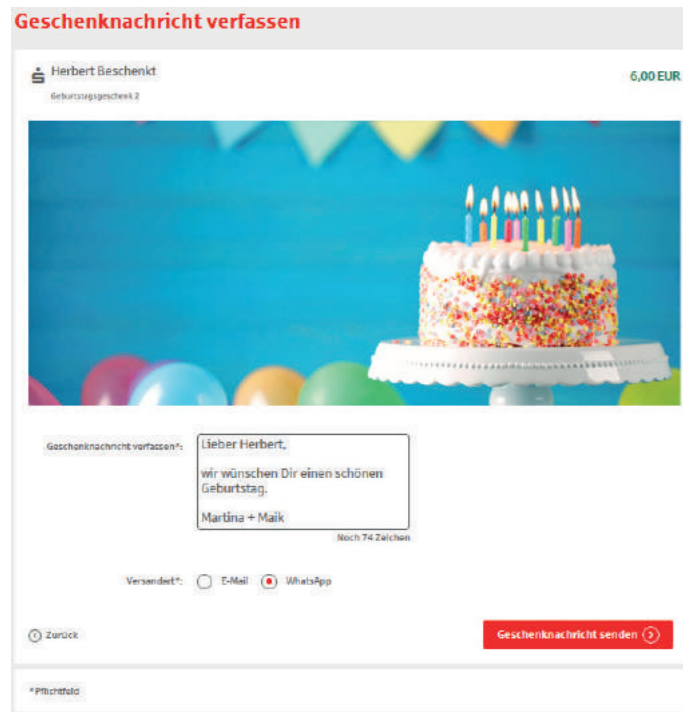 Geschenknachricht verfassen
Herbert Beschenkt
6,00 EUR
Geburtstagsgeschenk 2
Geschenknachricht verfassen*:
Lieber Herbert,
wir wünschen Dir einen schönen
Geburtstag.
Martina + Maik
Noch 74 Zeichen
Versandart*:
E-Mail
WhatsApp
Zurück
Geschenknachricht senden
*Pflichtfeld